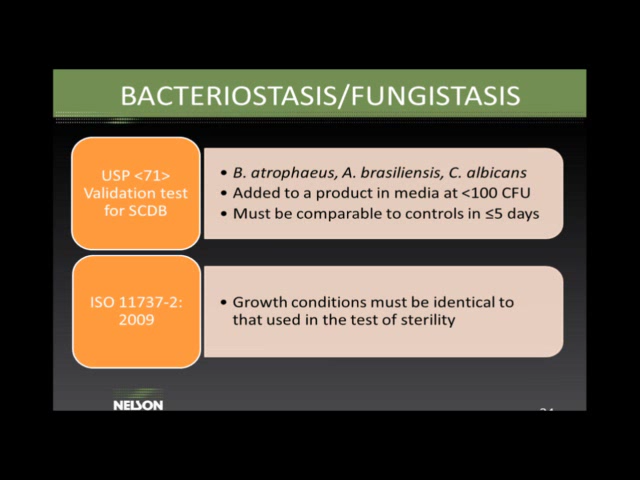 BACTERIOSTASIS/FUNGISTASIS
USP <71>
Validation test
for SCDB
• B. atrophaeus, A. brasiliensis, C. albicans
• Added to a product in media at <100 CFU
• Must be comparable to controls in ≤5 days
ISO 11737-2:
2009
• Growth conditions must be identical to
that used in the test of sterility
NELSON